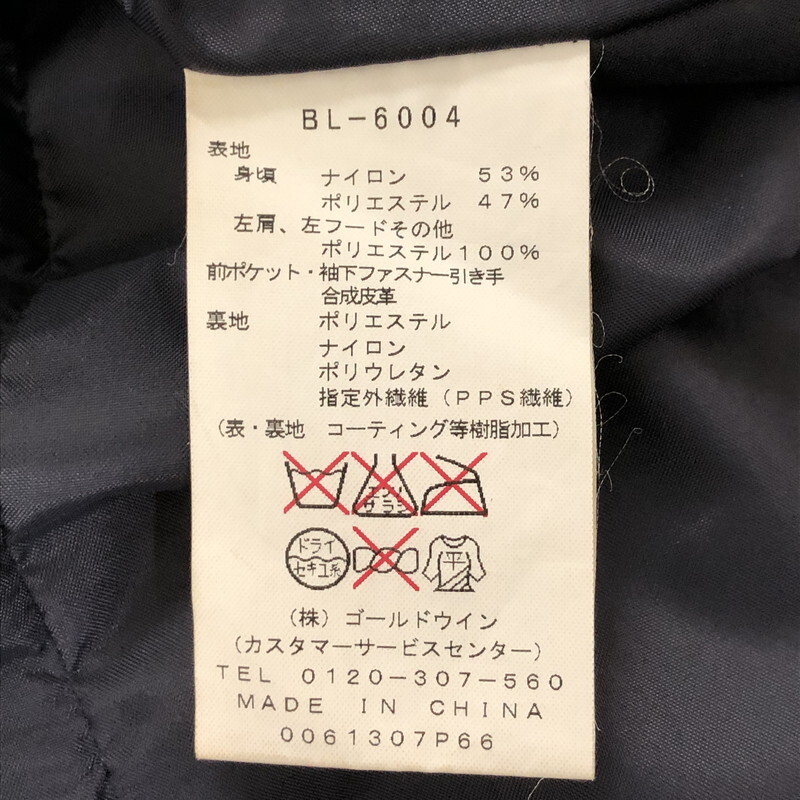 BL-6004
表地
身頃 ナイロン 53%
ポリエステル 47%
左肩、左フードその他
ポリエステル100%
前ポケット・袖下ファスナー引き手
合成皮革
裏地 ポリエステル
ナイロン
ポリウレタン
指定外繊維（PPS繊維）
（表・裏地 コーティング等樹脂加工）
エンソ
サラシ
ドライ
セキユ系
平
（株）ゴールドウイン
（カスタマーサービスセンター）
TEL 0120-307-560
MADE IN CHINA
0061307P66